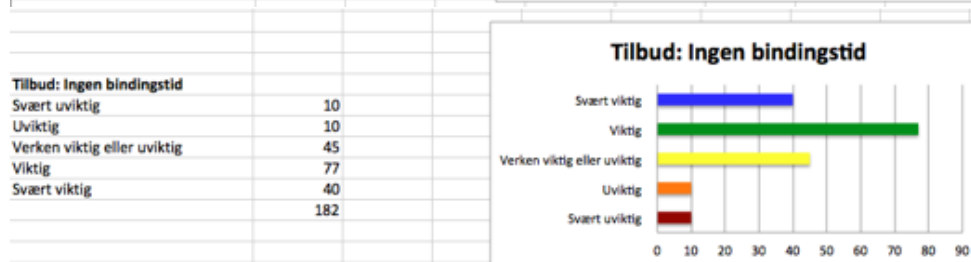 Tilbud: Ingen bindingstid
Svært uviktig 10
Uviktig 10
Verken viktig eller uviktig 45
Viktig 77
Svært viktig 40
182
Tilbud: Ingen bindingstid
Svært viktig
Viktig
Verken viktig eller uviktig
Uviktig
Svært uviktig
0 10 20 30 40 50 60 70 80 90